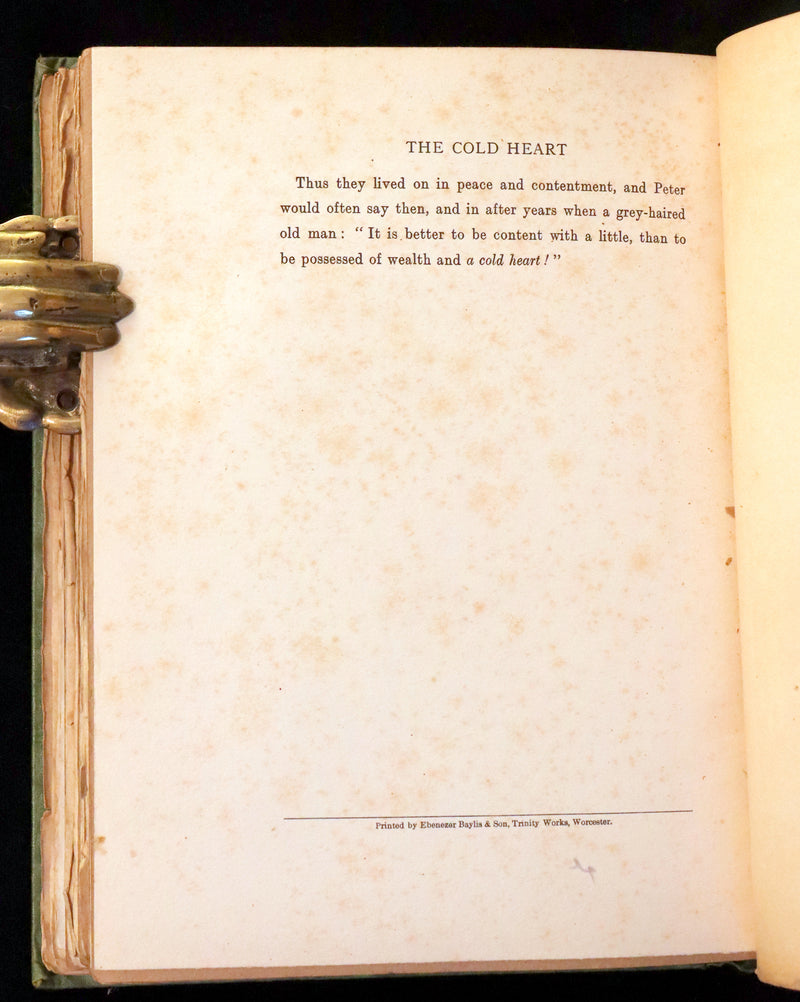 THE COLD HEART
Thus they lived on in peace and contentment, and Peter
would often say then, and in after years when a grey-haired
old man : “ It is better to be content with a little, than to
be possessed of wealth and a cold heart ! ”
Printed by Ebenezer Baylis & Son, Trinity Works, Worcester.